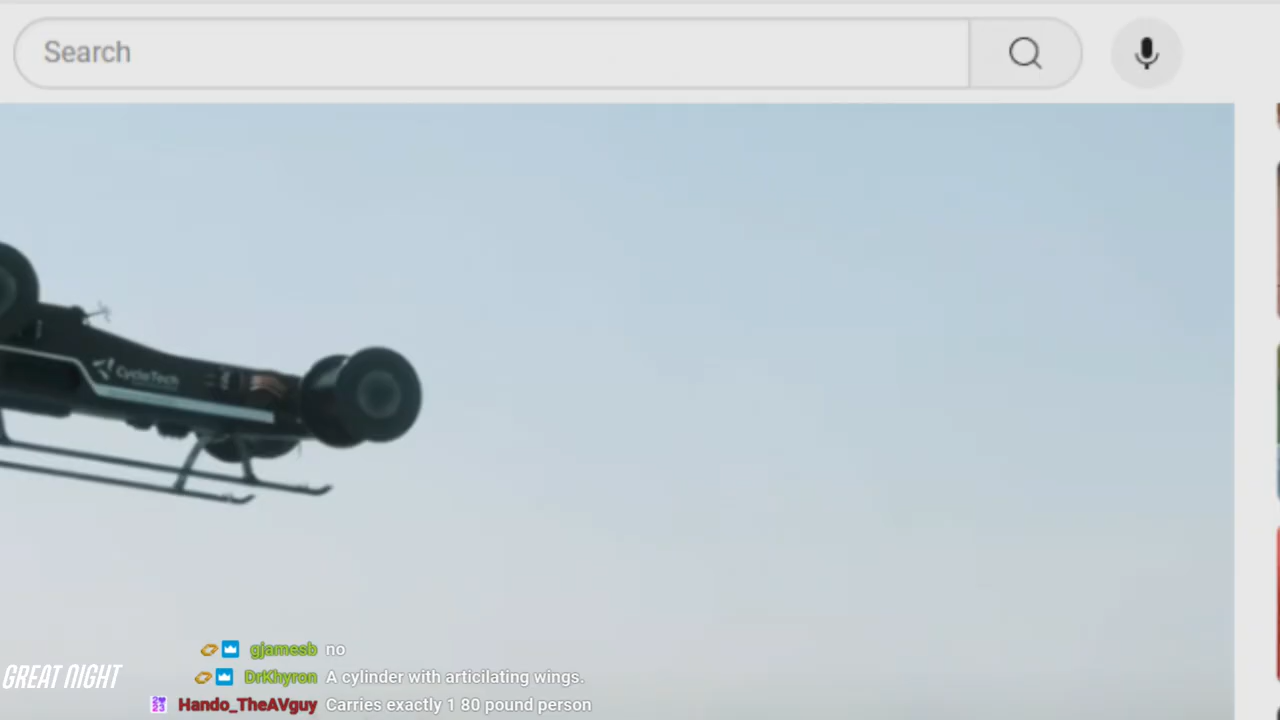 Search
CycloTech
gjamesb no
DrKhyron A cylinder with articilating wings.
GREAT NIGHT
Hando_TheAVguy Carries exactly 1 80 pound person